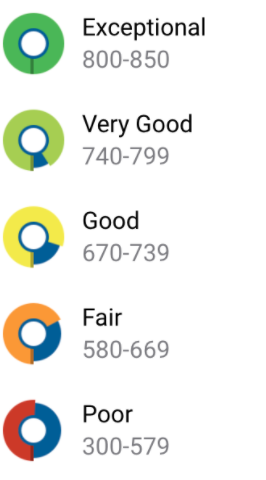 Exceptional
800-850
Very Good
740-799
Good
670-739
Fair
580-669
Poor
300-579